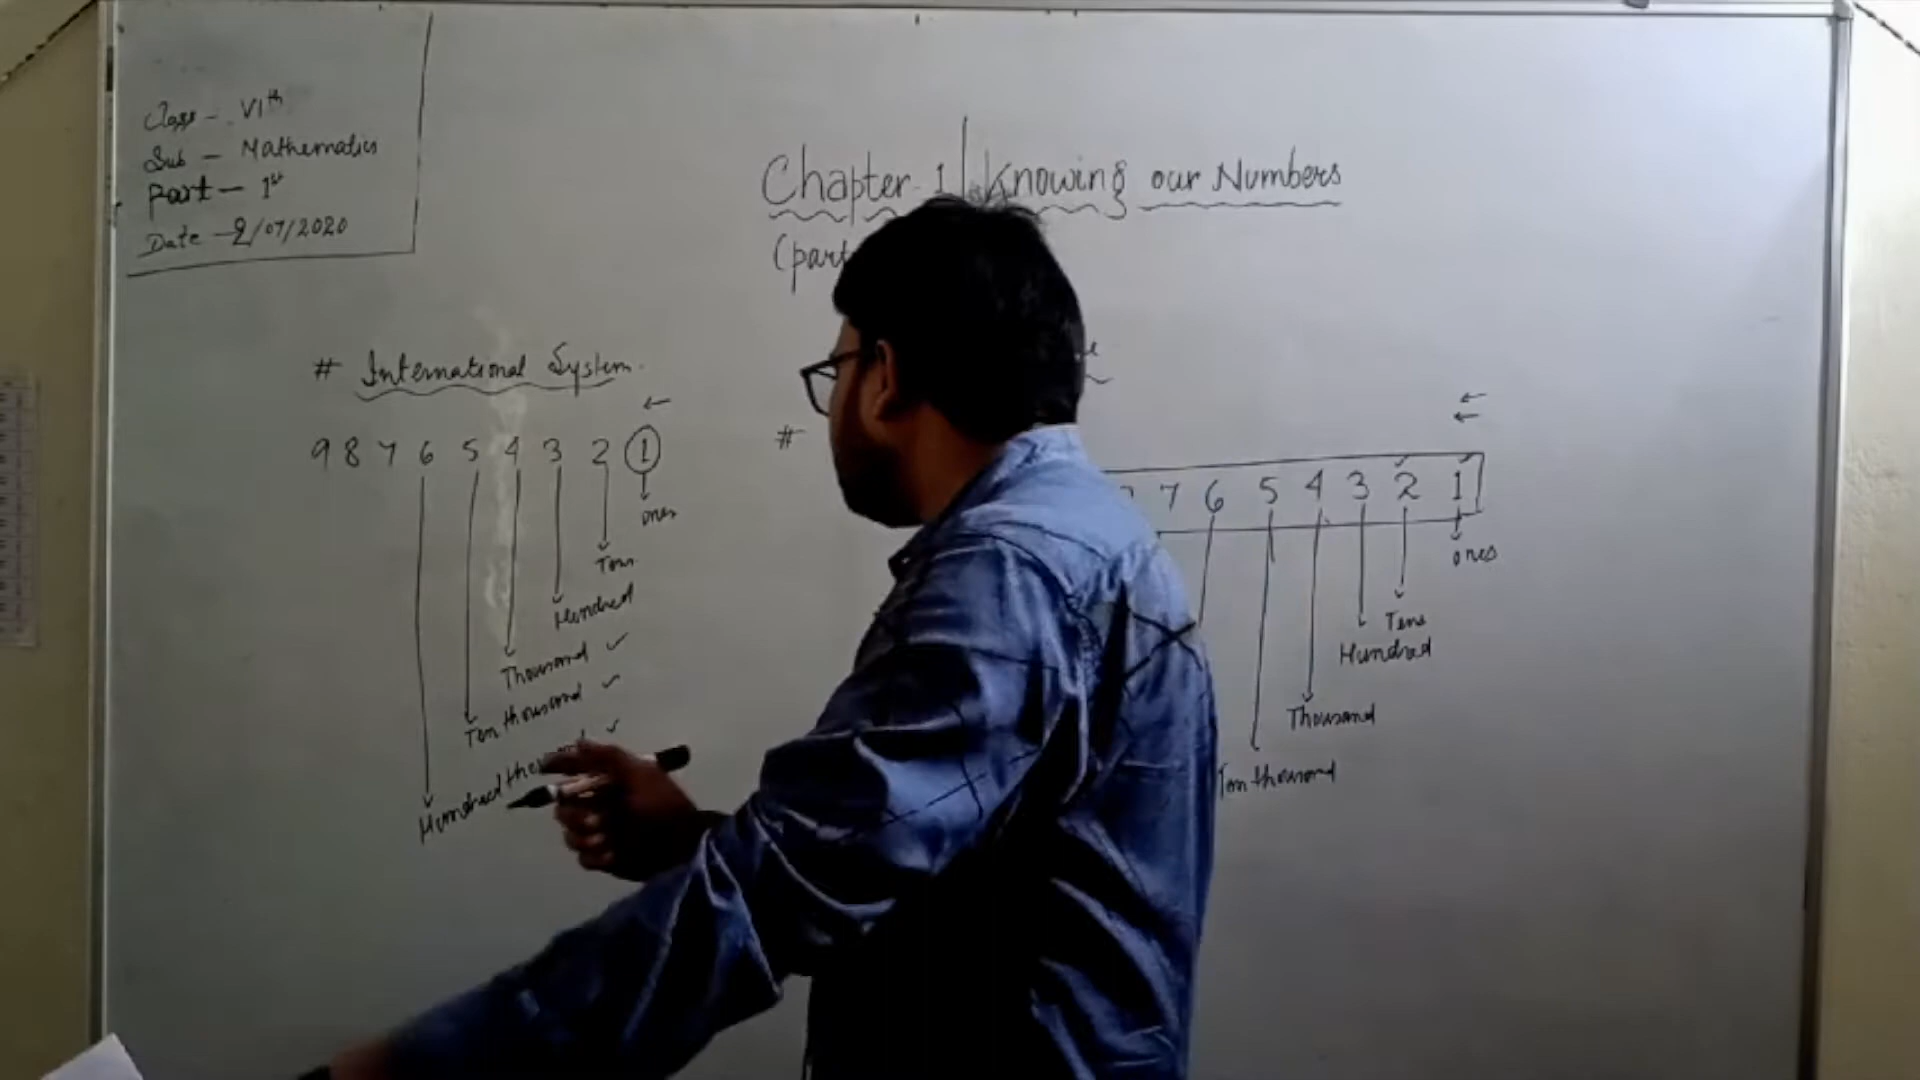 Class - VIth
Sub - Mathematics
Part - 1st
Date - 2/07/2020
Chapter 1 | Knowing our Numbers
(part
# International System.
9 8 7 6 5 4 3 2 1
ones
Tens
Hundred
Thousand
Ten thousand
Hundred
#
7 6 5 4 3 2 1
ones
Tens
Hundred
Thousand
Ten thousand